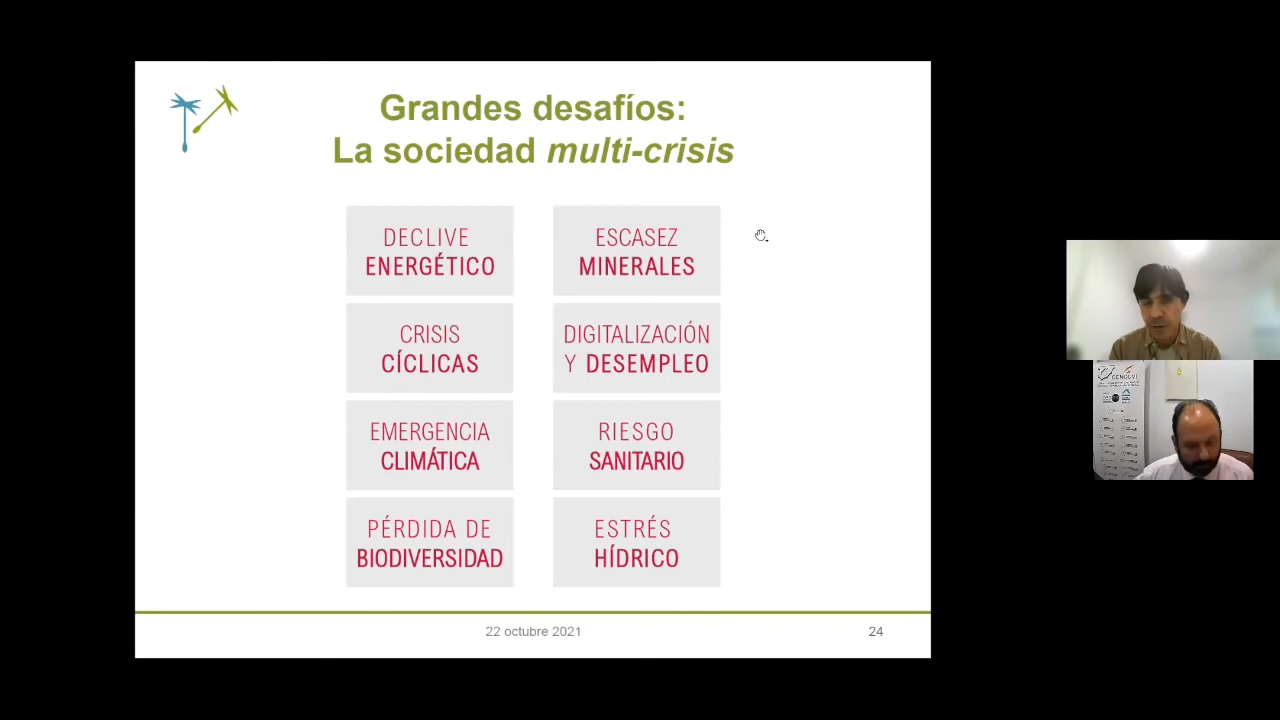 Grandes desafíos:
La sociedad multi-crisis
DECLIVE
ENERGÉTICO
ESCASEZ
MINERALES
CRISIS
CÍCLICAS
DIGITALIZACIÓN
Y DESEMPLEO
EMERGENCIA
CLIMÁTICA
RIESGO
SANITARIO
PÉRDIDA DE
BIODIVERSIDAD
ESTRÉS
HÍDRICO
22 octubre 2021
24